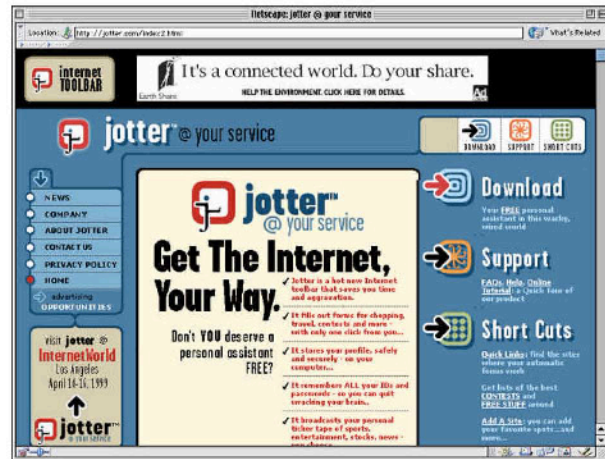 Netscape: jotter @ your service
Location: http://jotter.com/index2.html
What's Related
internet
TOOLBAR
It's a connected world. Do your share.
Earth Share
HELP THE ENVIRONMENT. CLICK HERE FOR DETAILS.
Ad
jotter™ @ your service
DOWNLOAD
SUPPORT
SHORT CUTS
NEWS
COMPANY
ABOUT JOTTER
CONTACT US
PRIVACY POLICY
HOME
advertising
OPPORTUNITIES
visit jotter @
InternetWorld
Los Angeles
April 14-16, 1999
jotter™
@ your service
jotter™
@ your service
Get The Internet,
Your Way.
Don't YOU deserve a
personal assistant
FREE?
Jotter is a hot new Internet
toolbar that saves you time
and aggravation.
It fills out forms for shopping,
travel, contests and more -
with only one click from you...
It stores your profile, safely
and securely - on your
computer...
It remembers ALL your IDs and
passwords - so you can quit
wracking your brain..
It broadcasts your personal
ticker tape of sports,
entertainment, stocks, news -
Download
Your FREE personal
assistant in this wacky,
wired world
Support
FAQs, Help, Online
Tutorial: a Quick Tour of
our product
Short Cuts
Quick Links: find the sites
where your automatic
forms work
Get lists of the best
CONTESTS and
FREE STUFF around
Add A Site: you can add
your favorite spots...and
more...